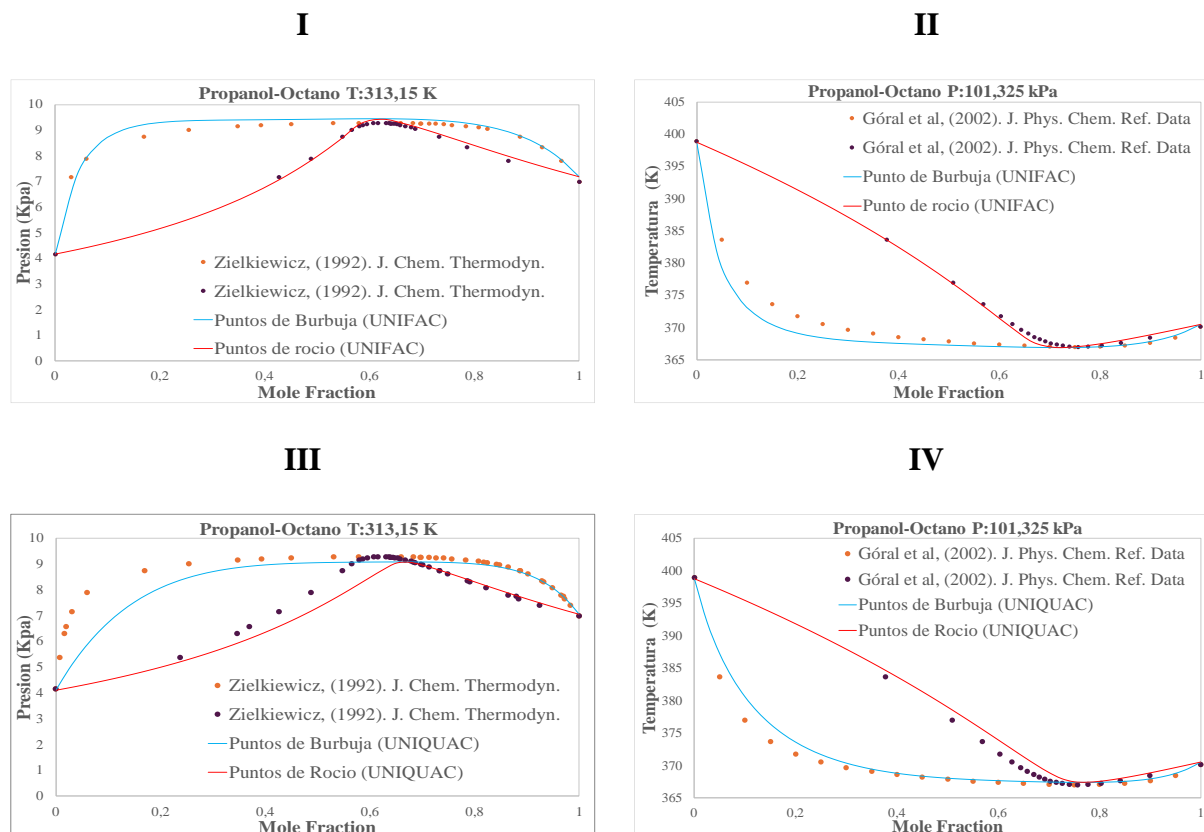 I
II
Propanol-Octano T:313,15 K
10
9
8
7
6
5
4
3
2
1
0
Presion (Kpa)
Zielkiewicz, (1992). J. Chem. Thermodyn.
Zielkiewicz, (1992). J. Chem. Thermodyn.
Puntos de Burbuja (UNIFAC)
Puntos de rocio (UNIFAC)
0 0,2 0,4 0,6 0,8 1
Mole Fraction
Propanol-Octano P:101,325 kPa
405
400
395
390
385
380
375
370
365
Temperatura (K)
Góral et al, (2002). J. Phys. Chem. Ref. Data
Góral et al, (2002). J. Phys. Chem. Ref. Data
Punto de Burbuja (UNIFAC)
Punto de rocio (UNIFAC)
0 0,2 0,4 0,6 0,8 1
Mole Fraction
III
IV
Propanol-Octano T:313,15 K
10
9
8
7
6
5
4
3
2
1
0
Presion (Kpa)
Zielkiewicz, (1992). J. Chem. Thermodyn.
Zielkiewicz, (1992). J. Chem. Thermodyn.
Puntos de Burbuja (UNIQUAC)
Puntos de Rocio (UNIQUAC)
0 0,2 0,4 0,6 0,8 1
Mole Fraction
Propanol-Octano P:101,325 kPa
405
400
395
390
385
380
375
370
365
Temperatura (K)
Góral et al, (2002). J. Phys. Chem. Ref. Data
Góral et al, (2002). J. Phys. Chem. Ref. Data
Puntos de Burbuja (UNIQUAC)
Puntos de Rocio (UNIQUAC)
0 0,2 0,4 0,6 0,8 1
Mole Fraction